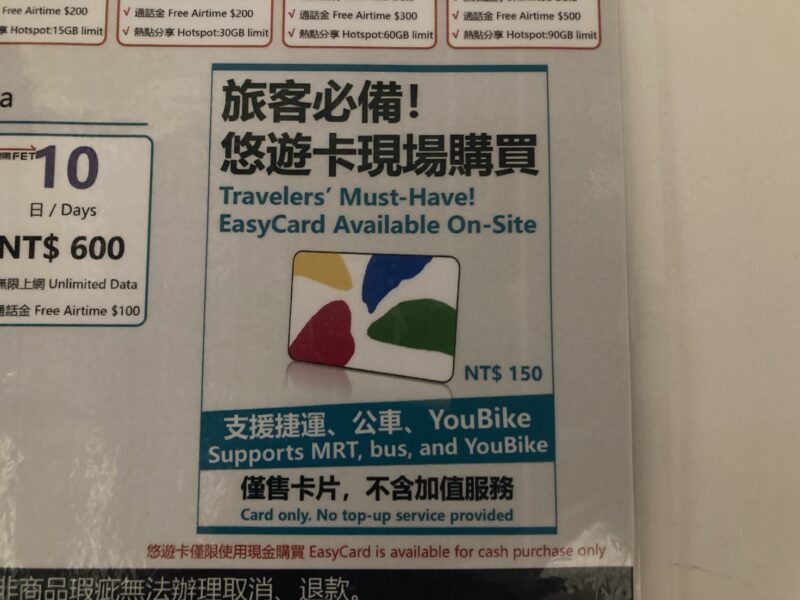 Free Airtime $200
享 Hotspot:15GB limit
✓ 通話金 Free Airtime $200
✓ 熱點分享 Hotspot:30GB limit
✓ 通話金 Free Airtime $300
✓ 熱點分享 Hotspot:60GB limit
✓ 通話金 Free Airtime $500
✓ 熱點分享 Hotspot:90GB limit
a
FET
10
日 / Days
NT$ 600
無限上網 Unlimited Data
通話金 Free Airtime $100
旅客必備!
悠遊卡現場購買
Travelers’ Must-Have!
EasyCard Available On-Site
NT$ 150
支援捷運、公車、YouBike
Supports MRT, bus, and YouBike
僅售卡片，不含加值服務
Card only. No top-up service provided
悠遊卡僅限使用現金購買 EasyCard is available for cash purchase only
非商品瑕疵無法辦理取消、退款。